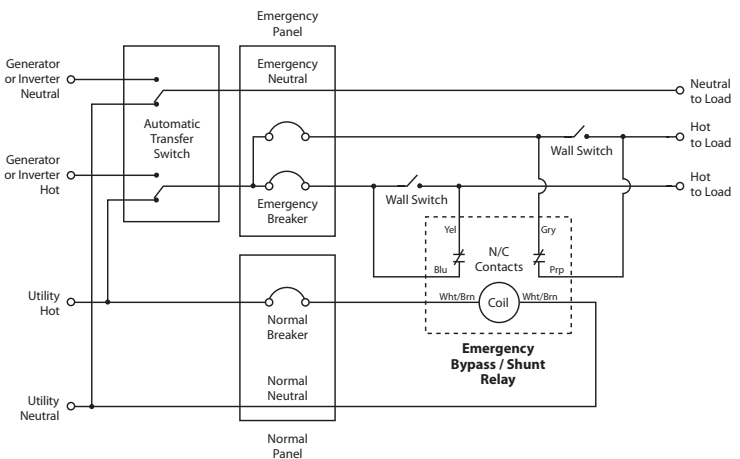 Emergency
Panel
Generator
or Inverter
Neutral
Emergency
Neutral
Neutral
to Load
Automatic
Transfer
Switch
Hot
to Load
Wall Switch
Generator
or Inverter
Hot
Hot
to Load
Emergency
Breaker
Wall Switch
Yel
Gry
N/C
Contacts
Blu
Prp
Utility
Hot
Wht/Brn
Coil
Wht/Brn
Normal
Breaker
Emergency
Bypass / Shunt
Relay
Normal
Neutral
Utility
Neutral
Normal
Panel